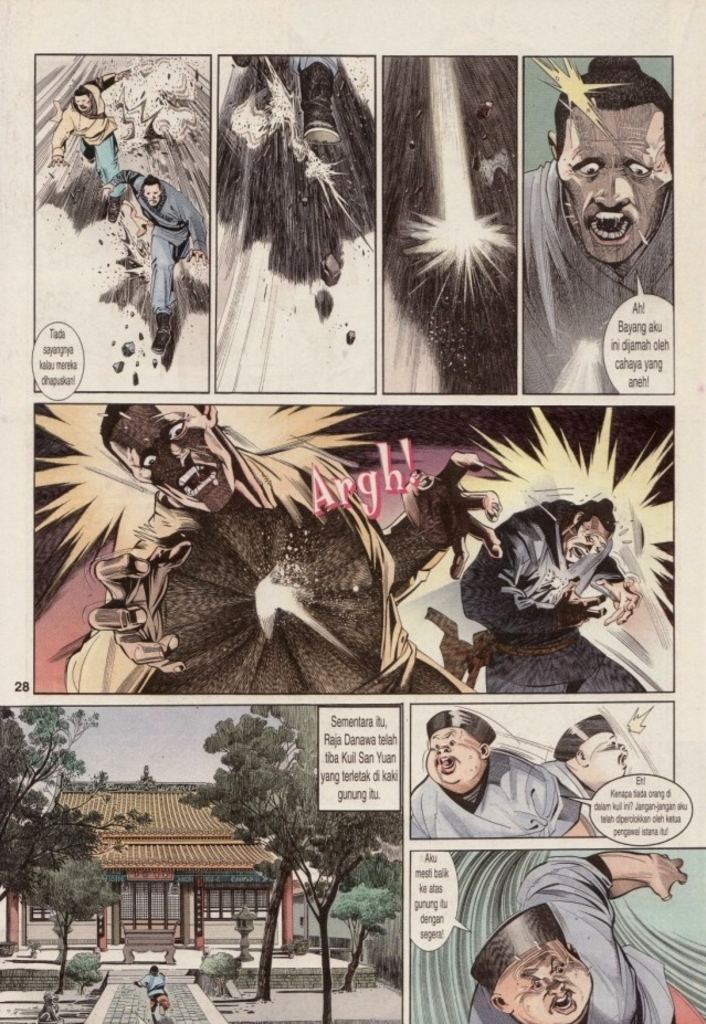 Tiada
sayangnya
kalau mereka
dihapuskan!
Ah!
Bayang aku
ini dijamah oleh
cahaya yang
aneh!
Argh!
28
Sementara itu,
Raja Danawa telah
tiba Kuil San Yuan
yang terletak di kaki
gunung itu.
Eh!
Kenapa tiada orang di
dalam kuil ini? Jangan-jangan aku
telah diperolokkan oleh ketua
pengawal istana itu!
Aku
mesti balik
ke atas
gunung itu
dengan
segera!